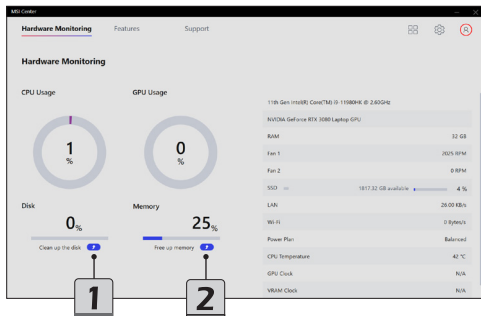 MSI Center
Hardware Monitoring
Features
Support
Hardware Monitoring
CPU Usage
GPU Usage
1
%
0
%
Disk
Memory
0%
25%
Clean up the disk
Free up memory
1
2
11th Gen Intel(R) Core(TM) i9-11980HK @ 2.60GHz
NVIDIA GeForce RTX 3080 Laptop GPU
RAM 32 GB
Fan 1 2025 RPM
Fan 2 0 RPM
SSD 1817.32 GB available 4 %
LAN 26.00 KB/s
Wi-Fi 0 Bytes/s
Power Plan Balanced
CPU Temperature 42 °C
GPU Clock N/A
VRAM Clock N/A